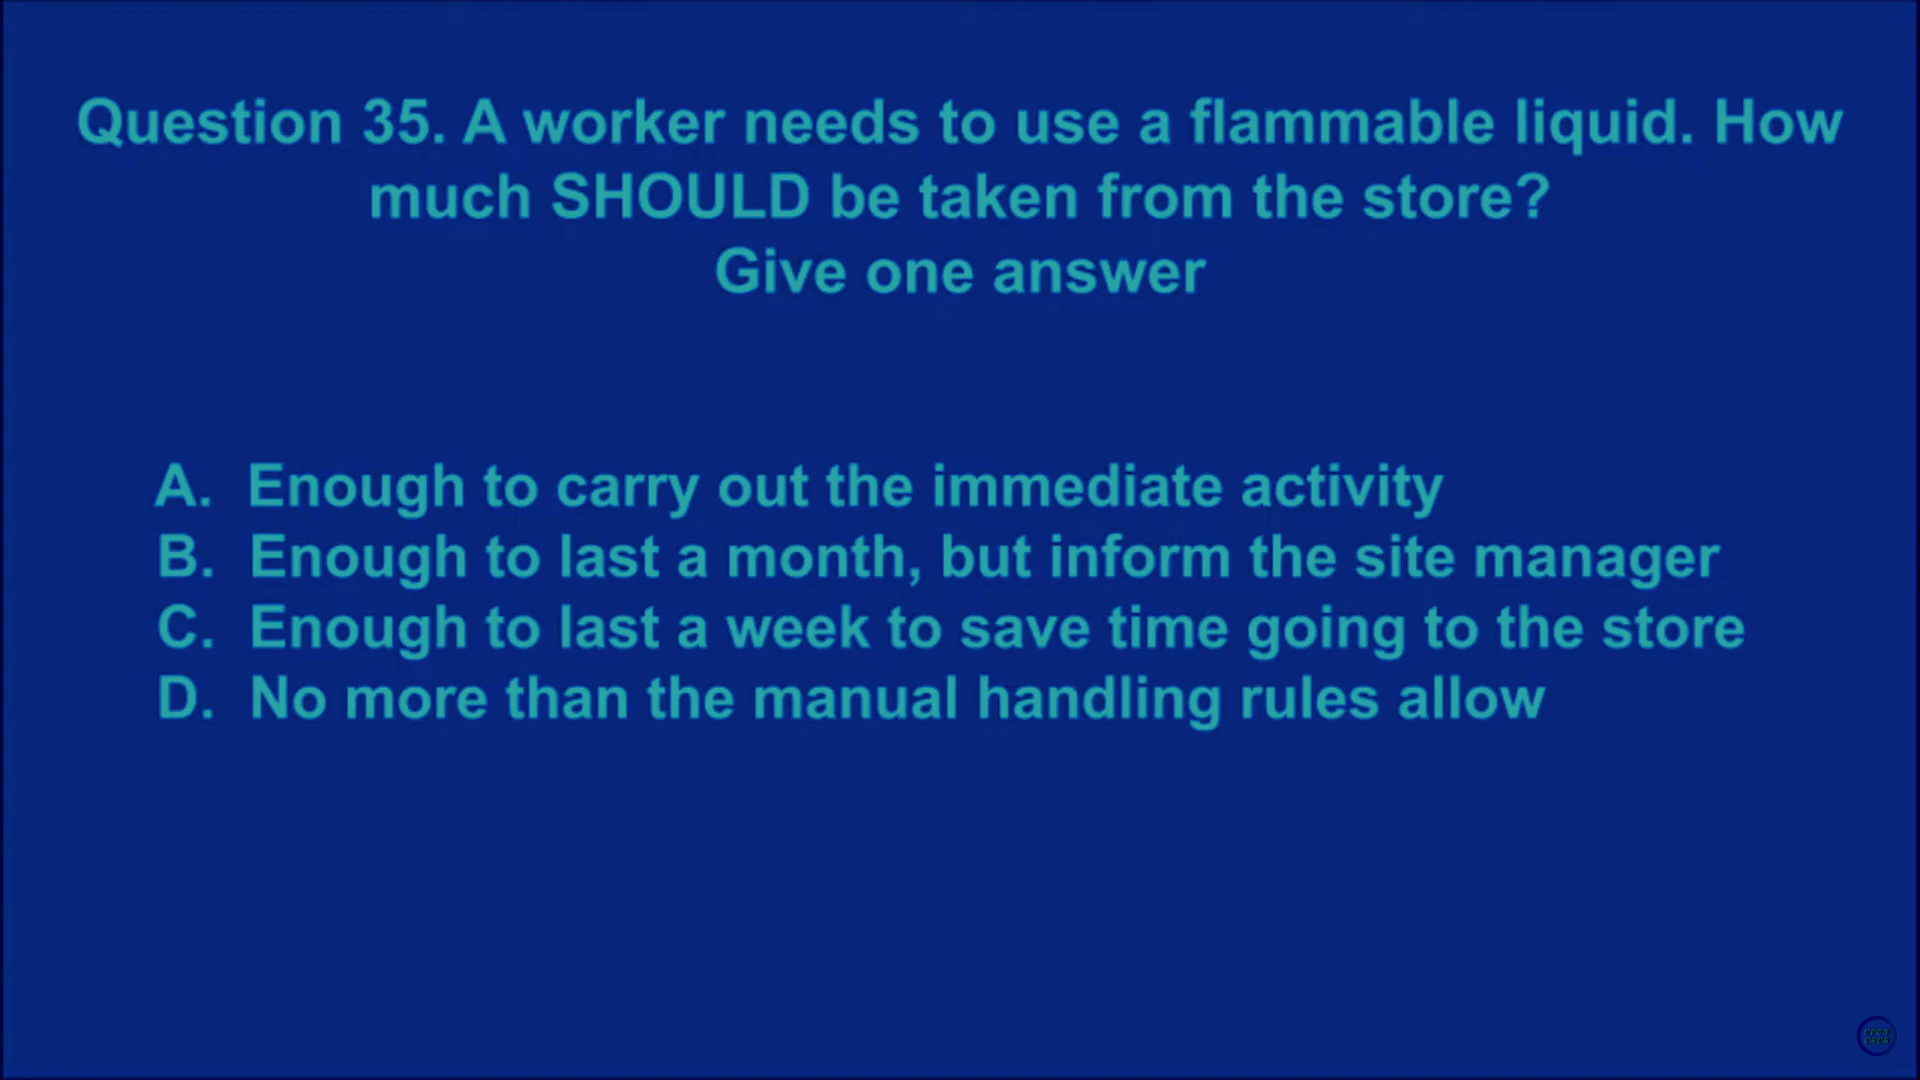 Question 35. A worker needs to use a flammable liquid. How
much SHOULD be taken from the store?
Give one answer
A. Enough to carry out the immediate activity
B. Enough to last a month, but inform the site manager
C. Enough to last a week to save time going to the store
D. No more than the manual handling rules allow